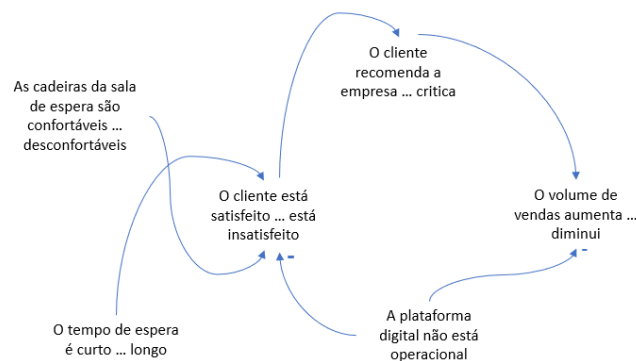 O cliente
recomenda a
empresa … critica
As cadeiras da sala
de espera são
confortáveis …
desconfortáveis
O cliente está
satisfeito … está
insatisfeito
-
O volume de
vendas aumenta …
diminui
-
O tempo de espera
é curto … longo
A plataforma
digital não está
operacional